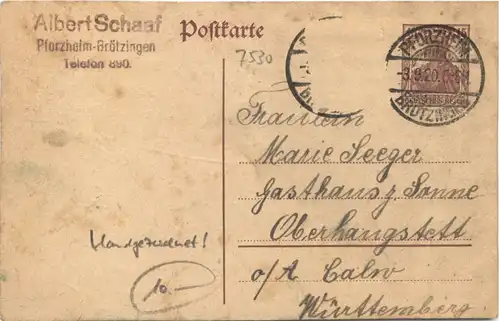 Albert Schaaf
Pforzheim-Brötzingen
Telefon 890.
Postkarte
7530
PFORZHEIM
BRÖTZINGEN
Fräulein
Marie Seeger
Gasthaus z Sonne
Oberhaugstett
o/A Calw
Württemberg
Handgezeichnet!
10.-